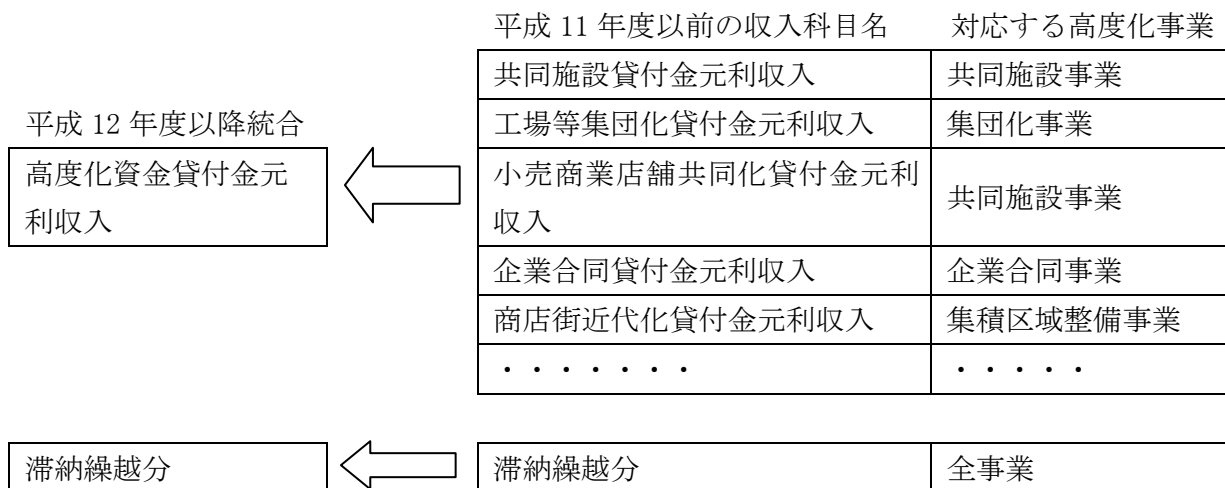 平成 11 年度以前の収入科目名 対応する高度化事業
共同施設貸付金元利収入 共同施設事業
平成 12 年度以降統合 工場等集団化貸付金元利収入 集団化事業
高度化資金貸付金元
利収入
小売商業店舗共同化貸付金元利
収入
共同施設事業
企業合同貸付金元利収入 企業合同事業
商店街近代化貸付金元利収入 集積区域整備事業
・・・・・・・ ・・・・・
滞納繰越分 滞納繰越分 全事業